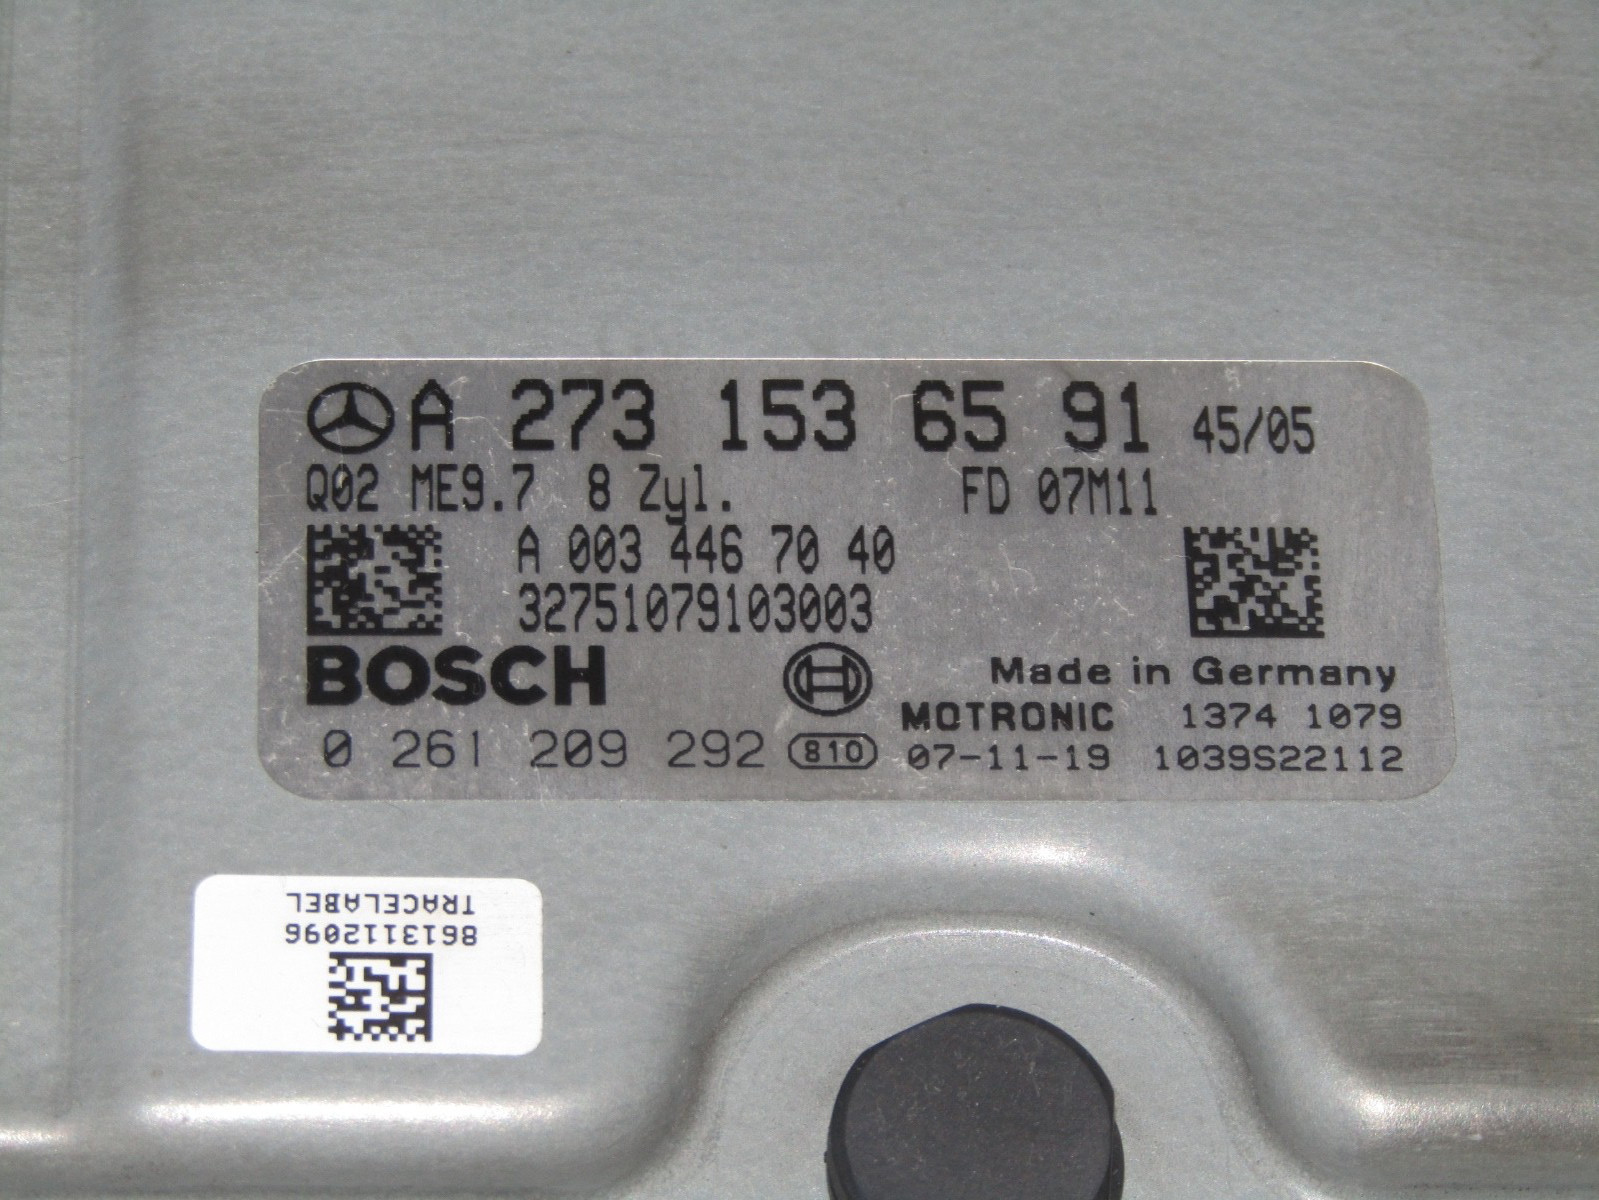 A 273 153 65 91 45/05
Q02 ME9.7 8 Zyl. FD 07M11
A 003 446 70 40
32751079103003
BOSCH
Made in Germany
MOTRONIC 1374 1079
0 261 209 292 810 07-11-19 1039S22112
TRACELABEL
86131112096